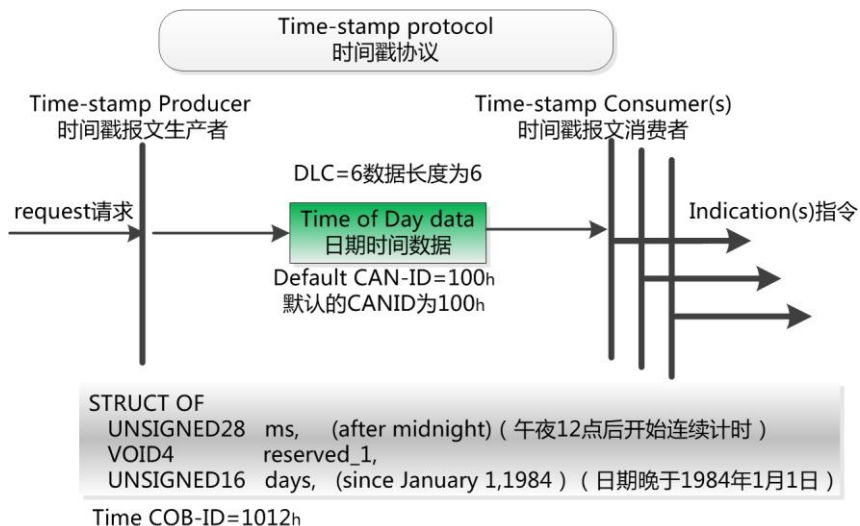 Time-stamp protocol
时间戳协议
Time-stamp Producer
时间戳报文生产者
Time-stamp Consumer(s)
时间戳报文消费者
DLC=6数据长度为6
request请求
Time of Day data
日期时间数据
Indication(s)指令
Default CAN-ID=100h
默认的CANID为100h
STRUCT OF
UNSIGNED28 ms, (after midnight)（午夜12点后开始连续计时）
VOID4 reserved_1,
UNSIGNED16 days, (since January 1,1984 )（日期晚于1984年1月1日）
Time COB-ID=1012h